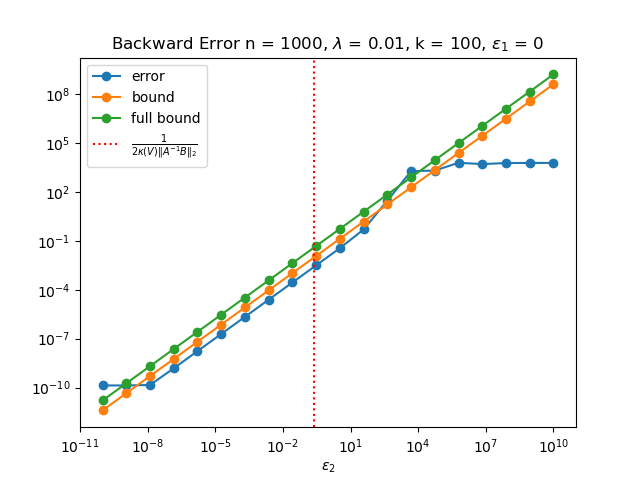 Backward Error n = 1000, λ = 0.01, k = 100, ε₁ = 0
error
bound
full bound
1
2κ(V)‖A⁻¹B‖₂
10⁸
10⁵
10²
10⁻¹
10⁻⁴
10⁻⁷
10⁻¹⁰
10⁻¹¹ 10⁻⁸ 10⁻⁵ 10⁻² 10¹ 10⁴ 10⁷ 10¹⁰
ε₂